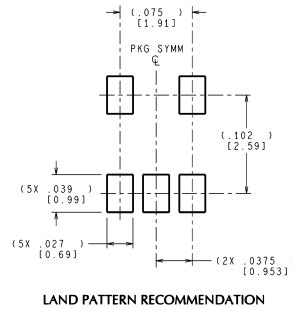 (.075 )
[1.91]
PKG SYMM
℄
(.102 )
[2.59]
(5X .039 )
[0.99]
(5X .027 )
[0.69]
(2X .0375
[0.953]
LAND PATTERN RECOMMENDATION